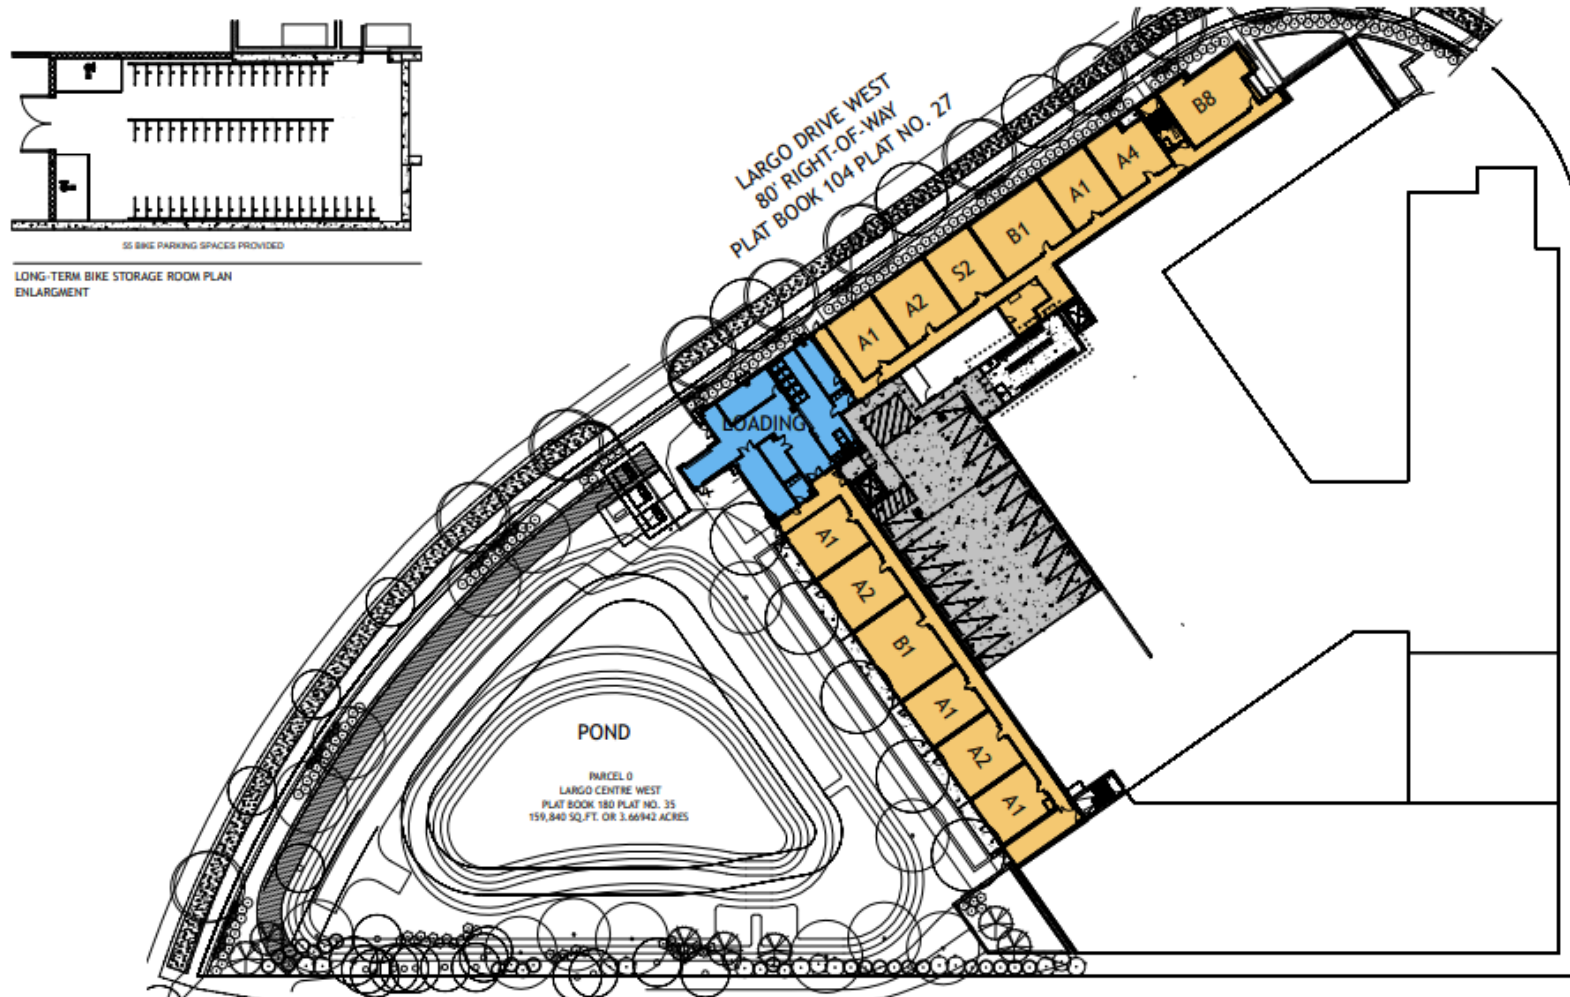 55 BIKE PARKING SPACES PROVIDED
LONG-TERM BIKE STORAGE ROOM PLAN
ENLARGMENT
LARGO DRIVE WEST
80' RIGHT-OF-WAY
PLAT BOOK 104 PLAT NO. 27
B8
A4
A1
B1
S2
A2
A1
LOADING
A1
A2
B1
A1
A2
A1
POND
PARCEL O
LARGO CENTRE WEST
PLAT BOOK 180 PLAT NO. 35
159,840 SQ.FT. OR 3.66942 ACRES